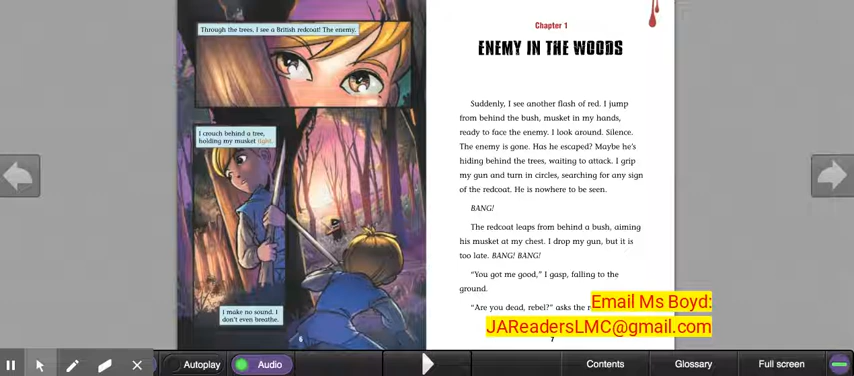 Through the trees, I see a British redcoat! The enemy.
I crouch behind a tree,
holding my musket tight.
I make no sound. I
don't even breathe.
6
Chapter 1
ENEMY IN THE WOODS
Suddenly, I see another flash of red. I jump
from behind the bush, musket in my hands,
ready to face the enemy. I look around. Silence.
The enemy is gone. Has he escaped? Maybe he's
hiding behind the trees, waiting to attack. I grip
my gun and turn in circles, searching for any sign
of the redcoat. He is nowhere to be seen.
BANG!
The redcoat leaps from behind a bush, aiming
his musket at my chest. I drop my gun, but it is
too late. BANG! BANG!
"You got me good," I gasp, falling to the
ground.
"Are you dead, rebel?" asks the
Email Ms Boyd:
JAReadersLMC@gmail.com
7
Autoplay
Audio
Contents
Glossary
Full screen